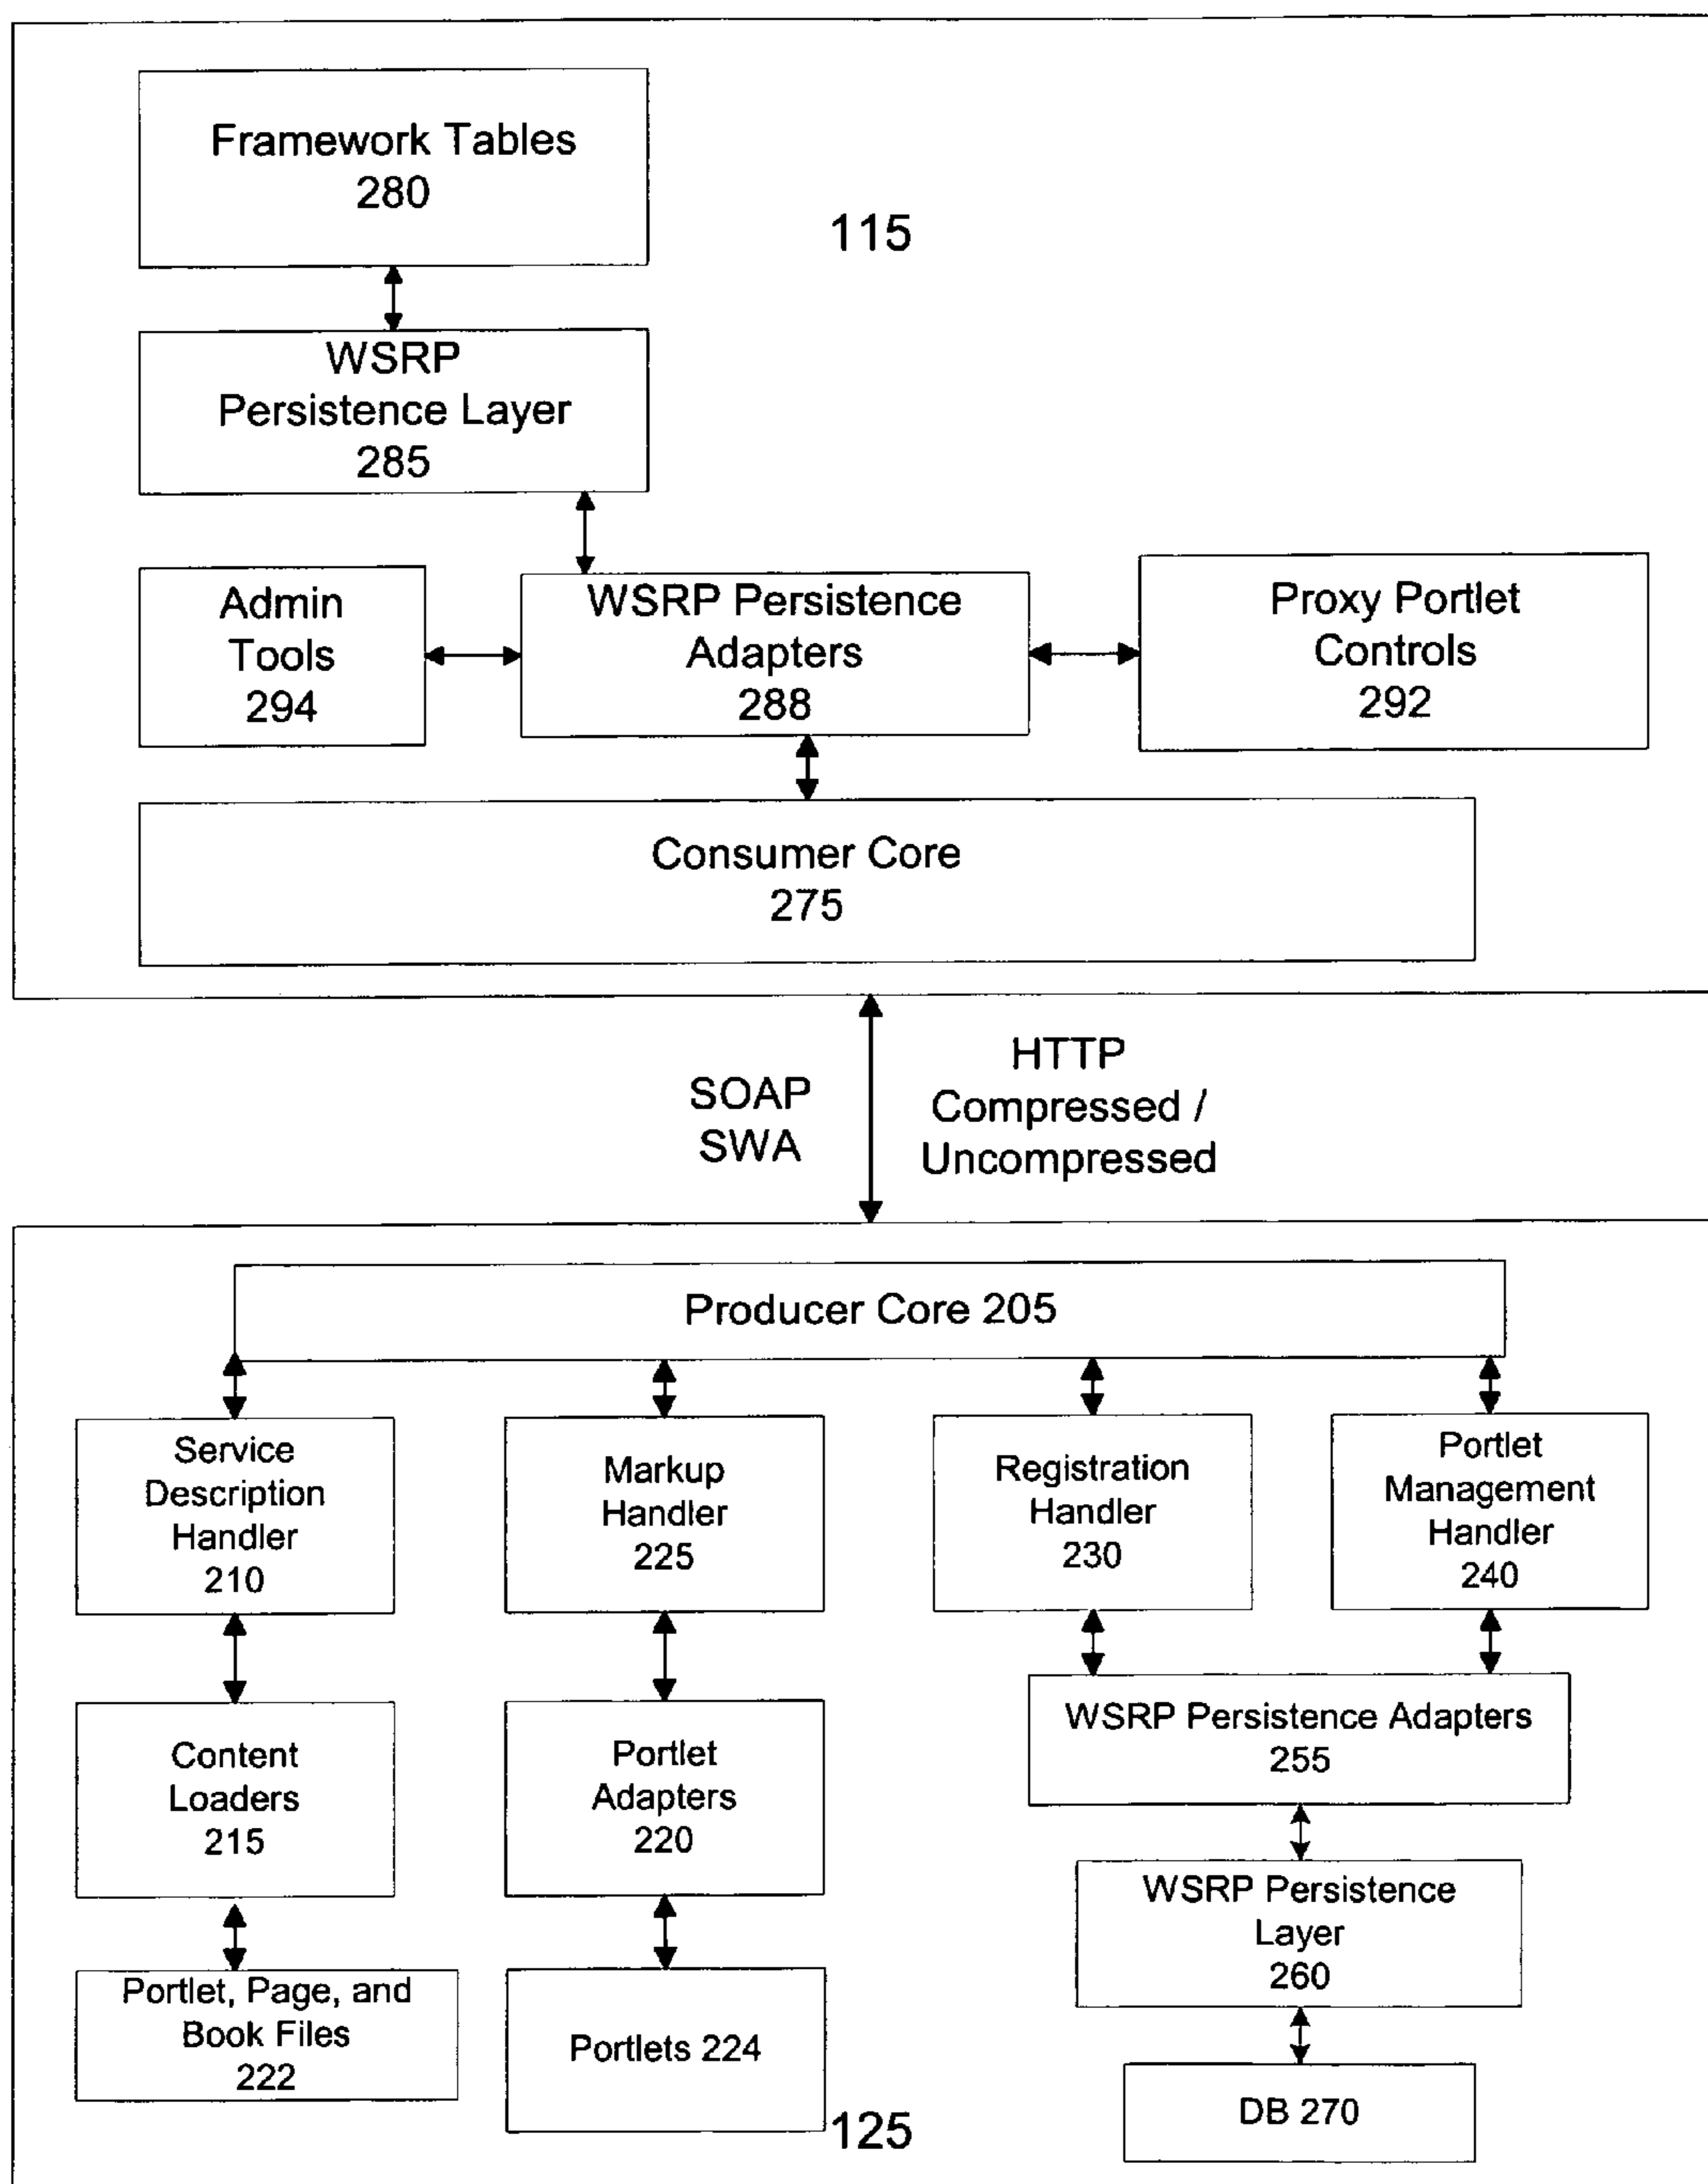 Framework Tables
280
115
WSRP
Persistence Layer
285
Admin
Tools
294
WSRP Persistence
Adapters
288
Proxy Portlet
Controls
292
Consumer Core
275
SOAP
SWA
HTTP
Compressed /
Uncompressed
Producer Core 205
Service
Description
Handler
210
Markup
Handler
225
Registration
Handler
230
Portlet
Management
Handler
240
Content
Loaders
215
Portlet
Adapters
220
WSRP Persistence Adapters
255
WSRP Persistence
Layer
260
Portlet, Page, and
Book Files
222
Portlets 224
DB 270
125